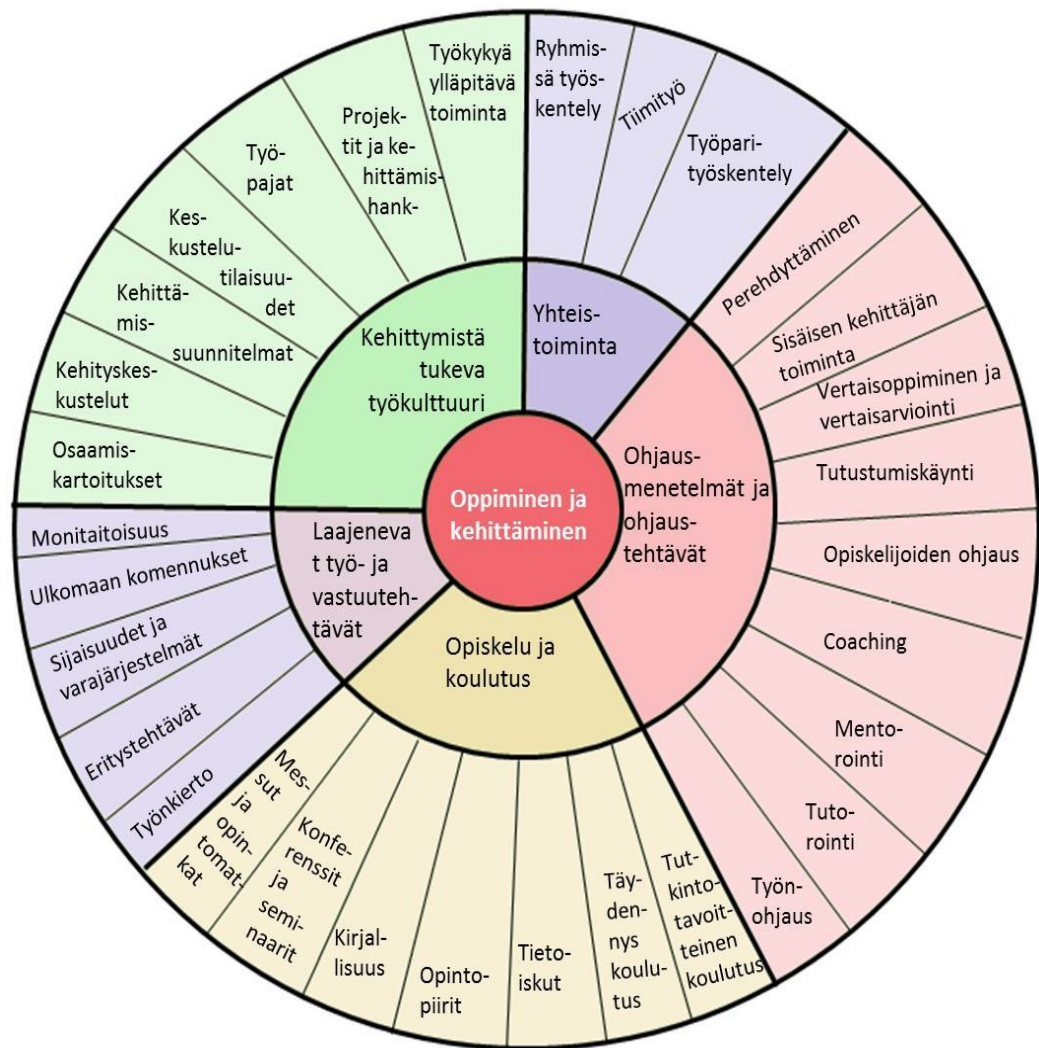 Oppiminen ja
kehittäminen
Yhteis-
toiminta
Ryhmis-
sä työs-
kentely
Tiimityö
Työpari-
työskentely
Ohjaus-
menetelmät ja
ohjaus-
tehtävät
Perehdyttäminen
Sisäisen kehittäjän
toiminta
Vertaisoppiminen ja
vertaisarviointi
Tutustumiskäynti
Opiskelijoiden ohjaus
Coaching
Mento-
rointi
Tuto-
rointi
Työn-
ohjaus
Opiskelu ja
koulutus
Tut-
kinto-
tavoit-
teinen
koulutus
Täy-
den-
nys
koulu-
tus
Tieto-
iskut
Opinto-
piirit
Kirjal-
lisuus
Konfe-
renssit
ja
semi-
naarit
Mes-
sut
ja
opin-
tomat-
kat
Laajeneva
t työ- ja
vastuuteh-
tävät
Työnkierto
Eritystehtävät
Sijaisuudet ja
varajärjestelmät
Ulkomaan komennukset
Monitaitoisuus
Kehittymistä
tukeva
työkulttuuri
Osaamis-
kartoitukset
Kehityskes-
kustelut
Kehittä-
mis-
suunnitelmat
Kes-
kustelu-
tilaisuu-
det
Työ-
pajat
Projek-
tit ja ke-
hittämis-
hank-
Työkykyä
ylläpitävä
toiminta